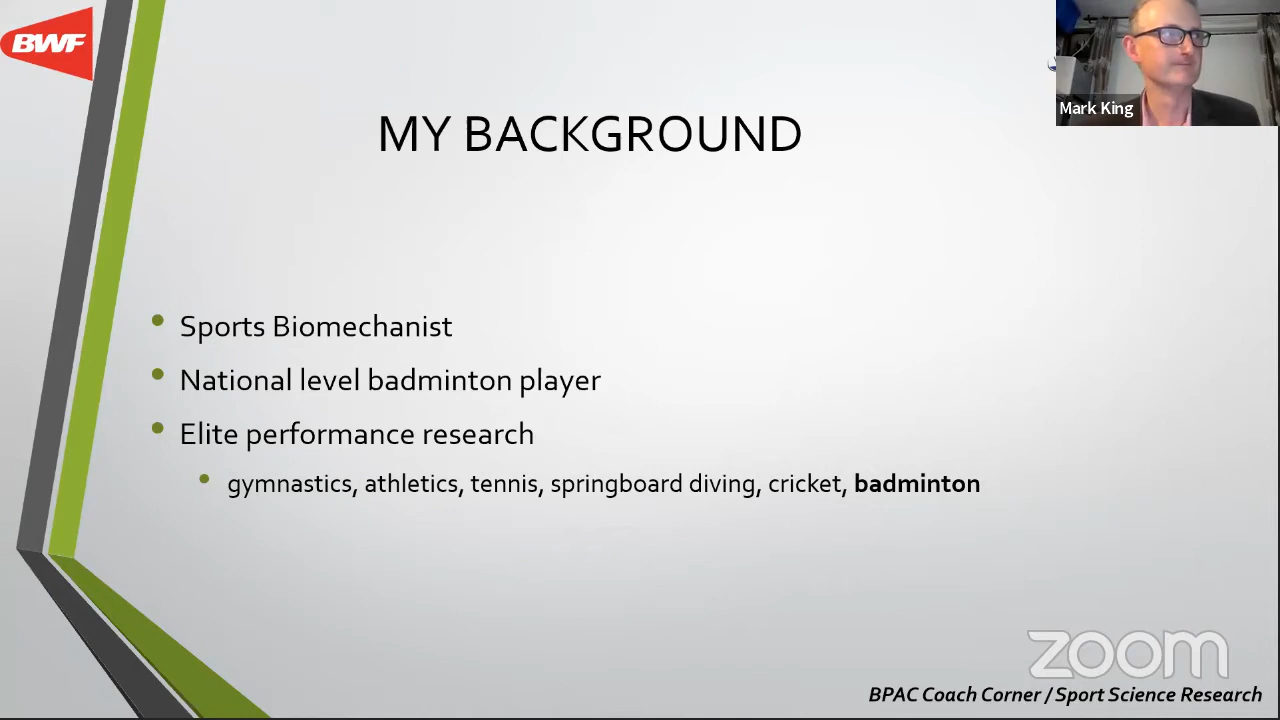 BWF
Mark King
MY BACKGROUND
Sports Biomechanist
National level badminton player
Elite performance research
gymnastics, athletics, tennis, springboard diving, cricket, badminton
zoom
BPAC Coach Corner / Sport Science Research